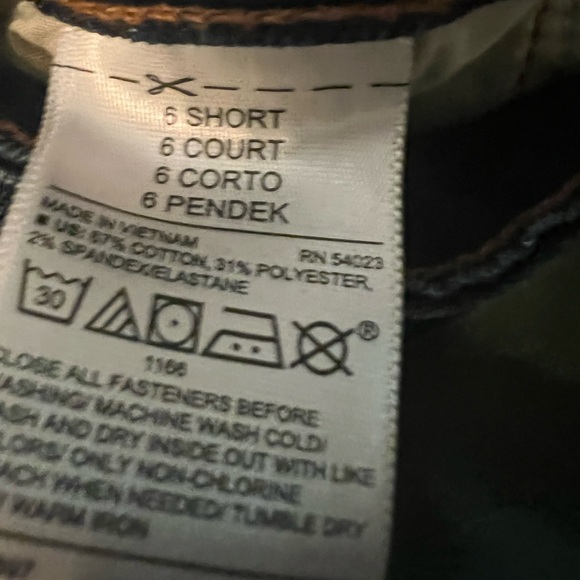 6 SHORT
6 COURT
6 CORTO
6 PENDEK
MADE IN VIETNAM
RN 54023
US: 67% COTTON, 31% POLYESTER,
2% SPANDEX/ELASTANE
30
®
1166
CLOSE ALL FASTENERS BEFORE
WASHING/ MACHINE WASH COLD/
WASH AND DRY INSIDE OUT WITH LIKE
COLORS/ ONLY NON-CHLORINE
BLEACH WHEN NEEDED/ TUMBLE DRY
WARM IRON